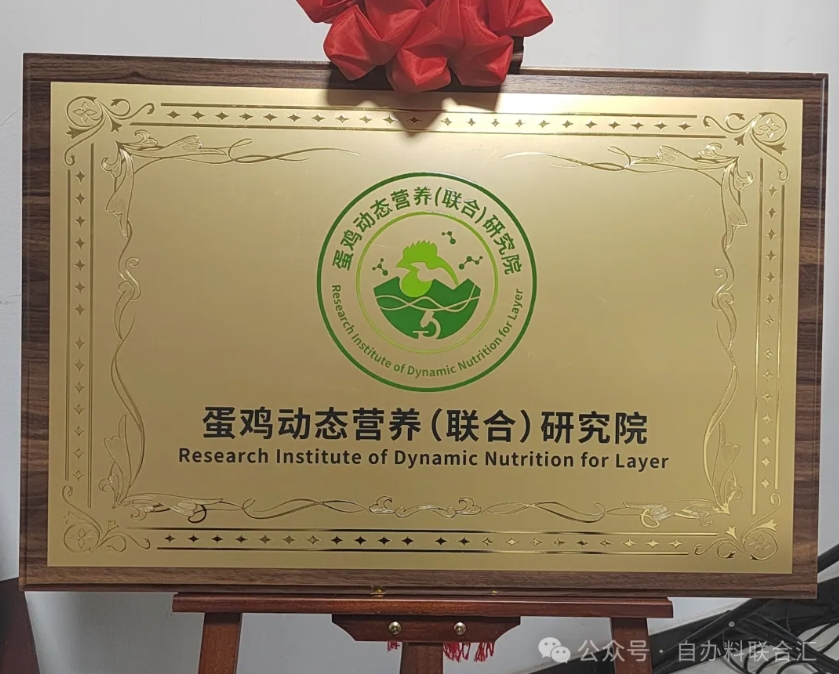 蛋鸡动态营养(联合)研究院
Research Institute of Dynamic Nutrition for Layer
蛋鸡动态营养（联合）研究院
Research Institute of Dynamic Nutrition for Layer
公众号 · 自办料联合汇